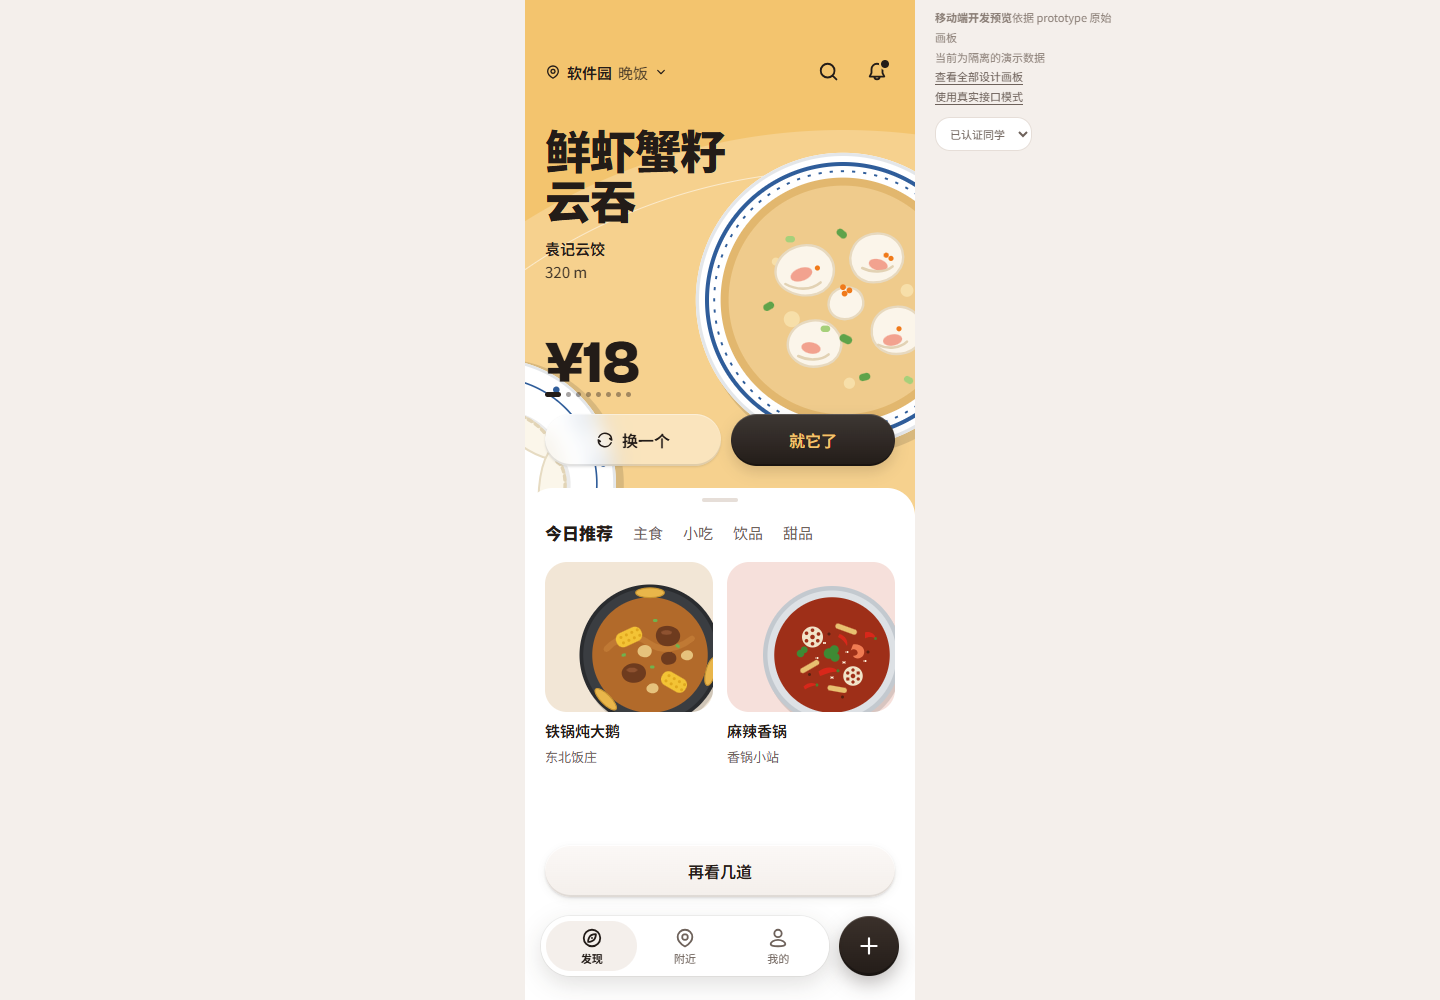 软件园 晚饭
鲜虾蟹籽
云吞
袁记云饺
320 m
¥18
换一个
就它了
今日推荐 主食 小吃 饮品 甜品
铁锅炖大鹅
东北饭庄
麻辣香锅
香锅小站
再看几道
发现
附近
我的
移动端开发预览依据 prototype 原始
画板
当前为隔离的演示数据
查看全部设计画板
使用真实接口模式
已认证同学